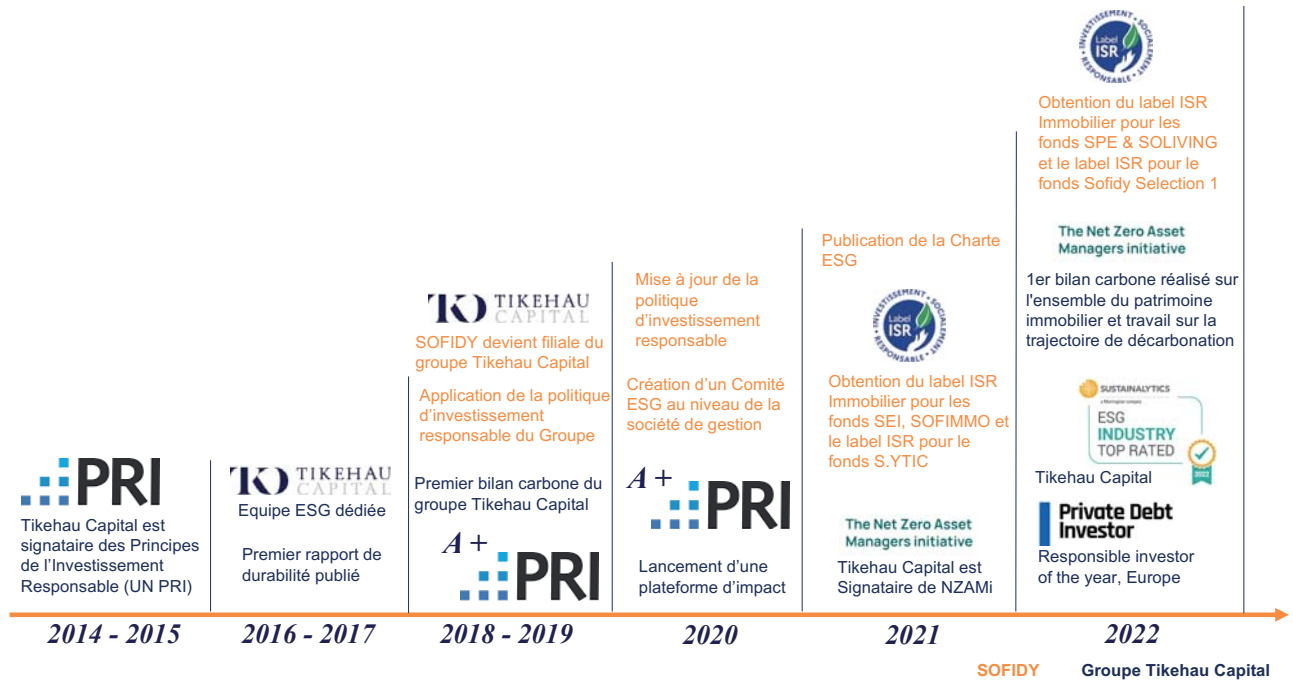 PRI
Tikehau Capital est
signataire des Principes
de l'Investissement
Responsable (UN PRI)
2014 - 2015
TIKEHAU
CAPITAL
Equipe ESG dédiée
Premier rapport de
durabilité publié
2016 - 2017
TIKEHAU
CAPITAL
SOFIDY devient filiale du
groupe Tikehau Capital
Application de la politique
d'investissement
responsable du Groupe
Premier bilan carbone du
groupe Tikehau Capital
A +
PRI
2018 - 2019
Mise à jour de la
politique
d'investissement
responsable
Création d'un Comité
ESG au niveau de la
société de gestion
A +
PRI
Lancement d'une
plateforme d'impact
2020
Publication de la Charte
ESG
INVESTISSEMENT SOCIALEMENT RESPONSABLE
Label
ISR
Obtention du label ISR
Immobilier pour les
fonds SEI, SOFIMMO et
le label ISR pour le
fonds S.YTIC
The Net Zero Asset
Managers initiative
Tikehau Capital est
Signataire de NZAMi
2021
INVESTISSEMENT SOCIALEMENT RESPONSABLE
Label
ISR
Obtention du label ISR
Immobilier pour les
fonds SPE & SOLIVING
et le label ISR pour le
fonds Sofidy Selection 1
The Net Zero Asset
Managers initiative
1er bilan carbone réalisé sur
l'ensemble du patrimoine
immobilier et travail sur la
trajectoire de décarbonation
SUSTAINALYTICS
a Morningstar company
ESG
INDUSTRY
TOP RATED
2022
Tikehau Capital
Private Debt
Investor
Responsible investor
of the year, Europe
2022
SOFIDY
Groupe Tikehau Capital